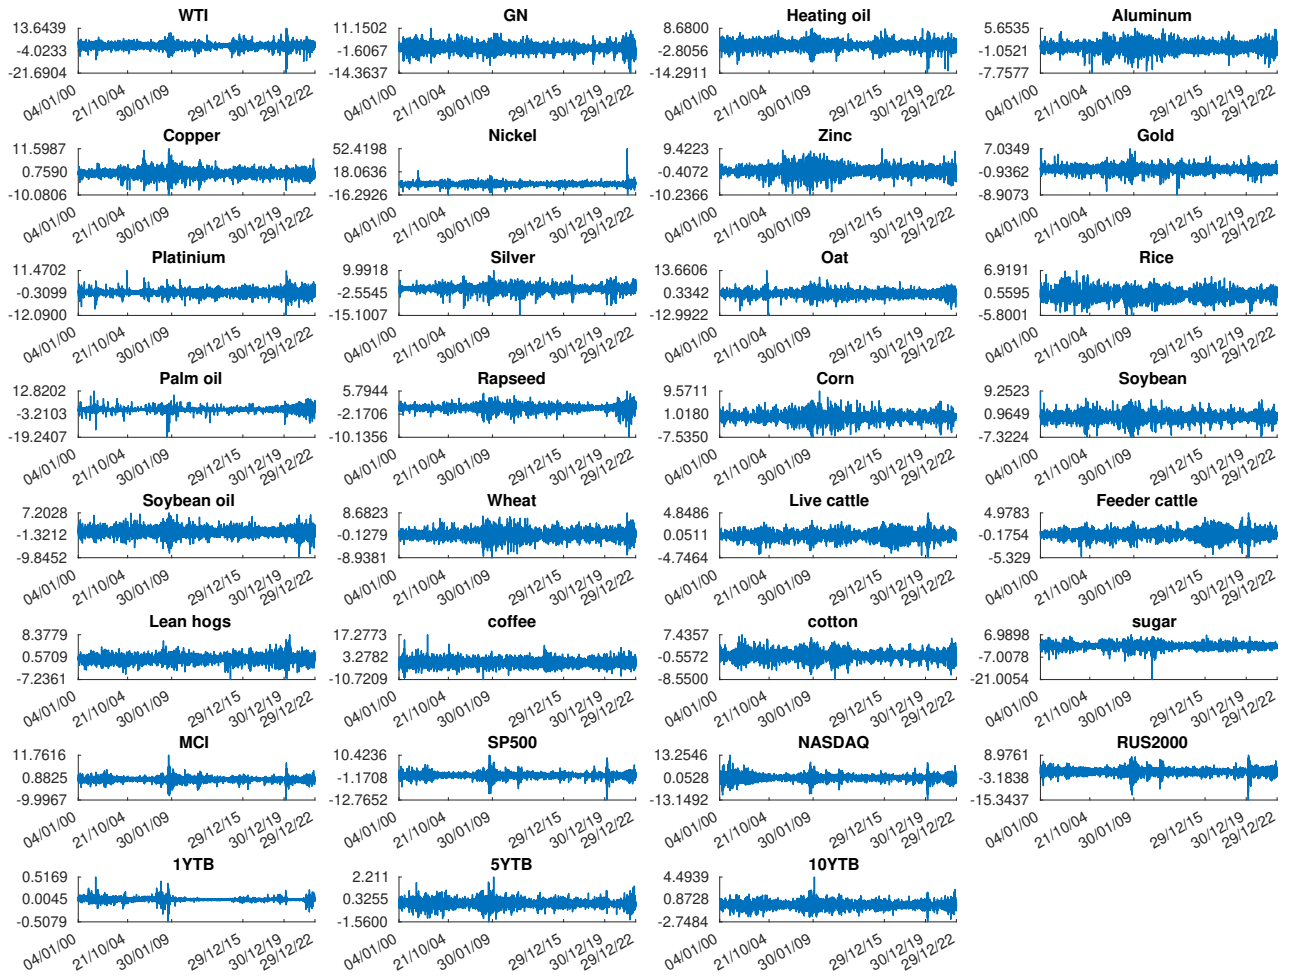 WTI
13.6439
-4.0233
-21.6904
04/01/00 21/10/04 30/01/09 29/12/15 30/12/19 29/12/22
GN
11.1502
-1.6067
-14.3637
04/01/00 21/10/04 30/01/09 29/12/15 30/12/19 29/12/22
Heating oil
8.6800
-2.8056
-14.2911
04/01/00 21/10/04 30/01/09 29/12/15 30/12/19 29/12/22
Aluminum
5.6535
-1.0521
-7.7577
04/01/00 21/10/04 30/01/09 29/12/15 30/12/19 29/12/22
Copper
11.5987
0.7590
-10.0806
04/01/00 21/10/04 30/01/09 29/12/15 30/12/19 29/12/22
Nickel
52.4198
18.0636
-16.2926
04/01/00 21/10/04 30/01/09 29/12/15 30/12/19 29/12/22
Zinc
9.4223
-0.4072
-10.2366
04/01/00 21/10/04 30/01/09 29/12/15 30/12/19 29/12/22
Gold
7.0349
-0.9362
-8.9073
04/01/00 21/10/04 30/01/09 29/12/15 30/12/19 29/12/22
Platinium
11.4702
-0.3099
-12.0900
04/01/00 21/10/04 30/01/09 29/12/15 30/12/19 29/12/22
Silver
9.9918
-2.5545
-15.1007
04/01/00 21/10/04 30/01/09 29/12/15 30/12/19 29/12/22
Oat
13.6606
0.3342
-12.9922
04/01/00 21/10/04 30/01/09 29/12/15 30/12/19 29/12/22
Rice
6.9191
0.5595
-5.8001
04/01/00 21/10/04 30/01/09 29/12/15 30/12/19 29/12/22
Palm oil
12.8202
-3.2103
-19.2407
04/01/00 21/10/04 30/01/09 29/12/15 30/12/19 29/12/22
Rapseed
5.7944
-2.1706
-10.1356
04/01/00 21/10/04 30/01/09 29/12/15 30/12/19 29/12/22
Corn
9.5711
1.0180
-7.5350
04/01/00 21/10/04 30/01/09 29/12/15 30/12/19 29/12/22
Soybean
9.2523
0.9649
-7.3224
04/01/00 21/10/04 30/01/09 29/12/15 30/12/19 29/12/22
Soybean oil
7.2028
-1.3212
-9.8452
04/01/00 21/10/04 30/01/09 29/12/15 30/12/19 29/12/22
Wheat
8.6823
-0.1279
-8.9381
04/01/00 21/10/04 30/01/09 29/12/15 30/12/19 29/12/22
Live cattle
4.8486
0.0511
-4.7464
04/01/00 21/10/04 30/01/09 29/12/15 30/12/19 29/12/22
Feeder cattle
4.9783
-0.1754
-5.329
04/01/00 21/10/04 30/01/09 29/12/15 30/12/19 29/12/22
Lean hogs
8.3779
0.5709
-7.2361
04/01/00 21/10/04 30/01/09 29/12/15 30/12/19 29/12/22
coffee
17.2773
3.2782
-10.7209
04/01/00 21/10/04 30/01/09 29/12/15 30/12/19 29/12/22
cotton
7.4357
-0.5572
-8.5500
04/01/00 21/10/04 30/01/09 29/12/15 30/12/19 29/12/22
sugar
6.9898
-7.0078
-21.0054
04/01/00 21/10/04 30/01/09 29/12/15 30/12/19 29/12/22
MCI
11.7616
0.8825
-9.9967
04/01/00 21/10/04 30/01/09 29/12/15 30/12/19 29/12/22
SP500
10.4236
-1.1708
-12.7652
04/01/00 21/10/04 30/01/09 29/12/15 30/12/19 29/12/22
NASDAQ
13.2546
0.0528
-13.1492
04/01/00 21/10/04 30/01/09 29/12/15 30/12/19 29/12/22
RUS2000
8.9761
-3.1838
-15.3437
04/01/00 21/10/04 30/01/09 29/12/15 30/12/19 29/12/22
1YTB
0.5169
0.0045
-0.5079
04/01/00 21/10/04 30/01/09 29/12/15 30/12/19 29/12/22
5YTB
2.211
0.3255
-1.5600
04/01/00 21/10/04 30/01/09 29/12/15 30/12/19 29/12/22
10YTB
4.4939
0.8728
-2.7484
04/01/00 21/10/04 30/01/09 29/12/15 30/12/19 29/12/22